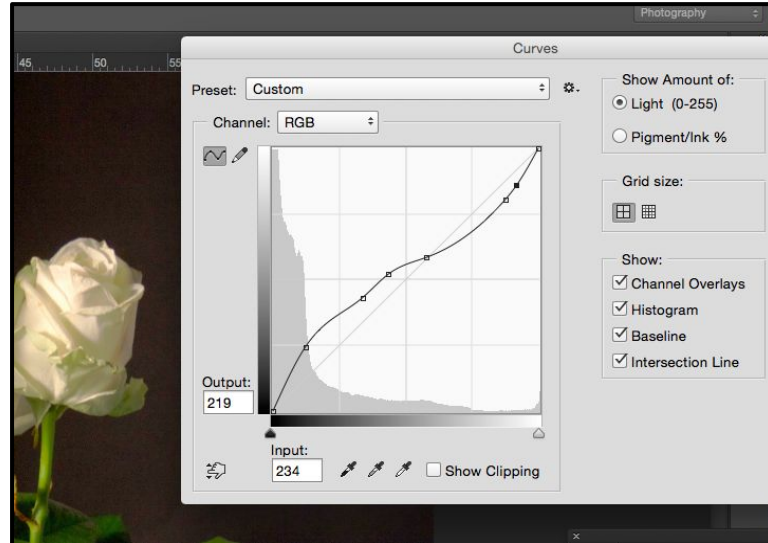 Photography
Curves
45 50 55
Preset: Custom
Channel: RGB
Output:
219
Input:
234
Show Clipping
Show Amount of:
Light (0-255)
Pigment/Ink %
Grid size:
Show:
Channel Overlays
Histogram
Baseline
Intersection Line